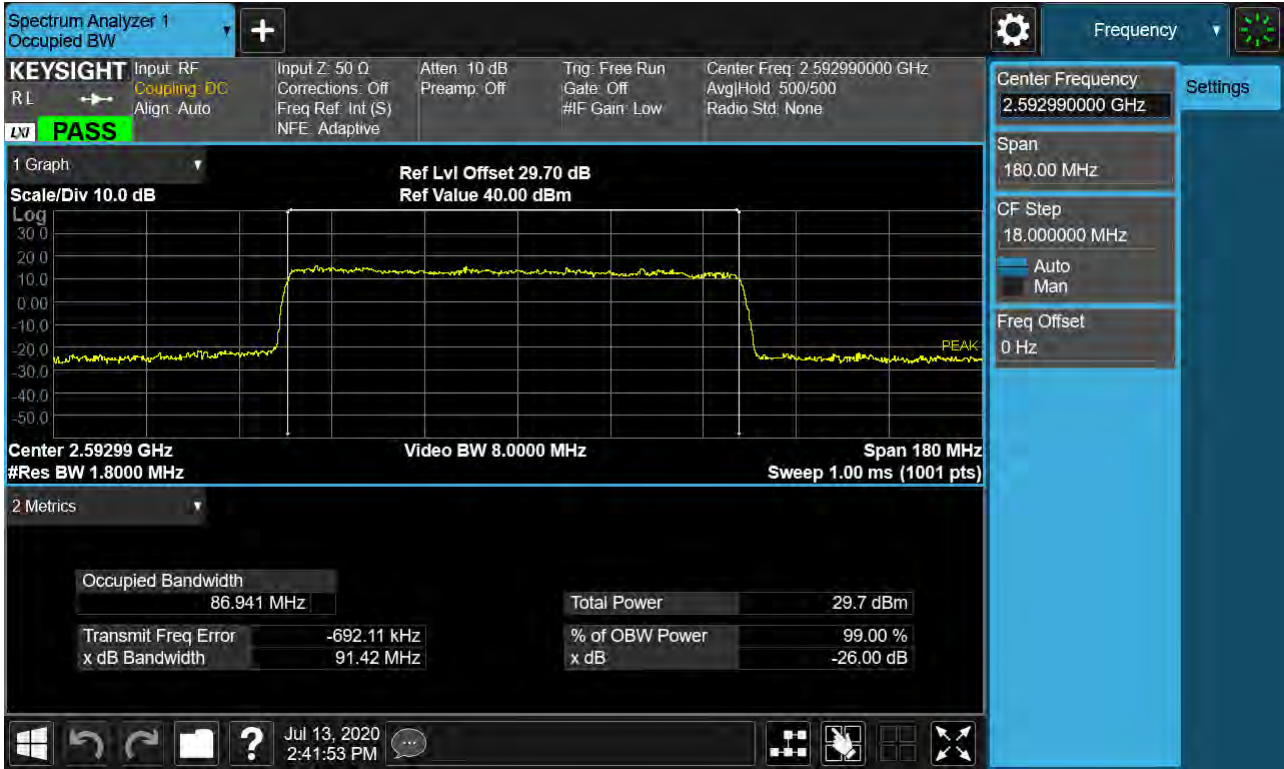 Spectrum Analyzer 1
Occupied BW
+
Frequency
KEYSIGHT
RL
LXI
PASS
Input: RF
Coupling: DC
Align: Auto
Input Z: 50 Ω
Corrections: Off
Freq Ref: Int (S)
NFE: Adaptive
Atten: 10 dB
Preamp: Off
Trig: Free Run
Gate: Off
#IF Gain: Low
Center Freq: 2.592990000 GHz
Avg|Hold: 500/500
Radio Std: None
Center Frequency
2.592990000 GHz
Settings
Span
180.00 MHz
CF Step
18.000000 MHz
Auto
Man
Freq Offset
0 Hz
1 Graph
Scale/Div 10.0 dB
Ref Lvl Offset 29.70 dB
Ref Value 40.00 dBm
Log
30.0
20.0
10.0
0.00
-10.0
-20.0
-30.0
-40.0
-50.0
PEAK
Center 2.59299 GHz
#Res BW 1.8000 MHz
Video BW 8.0000 MHz
Span 180 MHz
Sweep 1.00 ms (1001 pts)
2 Metrics
Occupied Bandwidth
86.941 MHz
Total Power 29.7 dBm
Transmit Freq Error -692.11 kHz
% of OBW Power 99.00 %
x dB Bandwidth 91.42 MHz
x dB -26.00 dB
?
Jul 13, 2020
2:41:53 PM